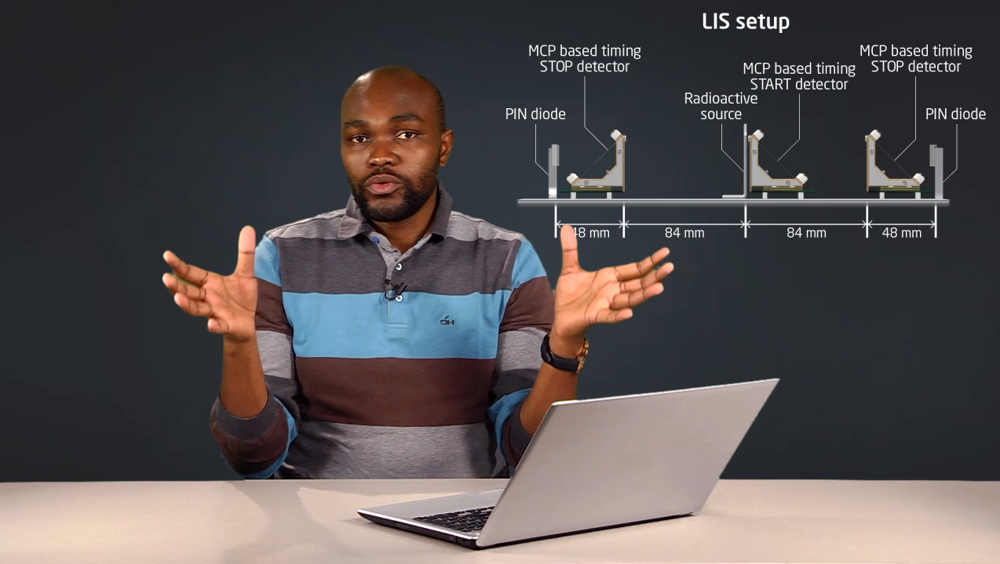 LIS setup
MCP based timing
STOP detector
MCP based timing
START detector
MCP based timing
STOP detector
PIN diode
Radioactive
source
PIN diode
48 mm
84 mm
84 mm
48 mm